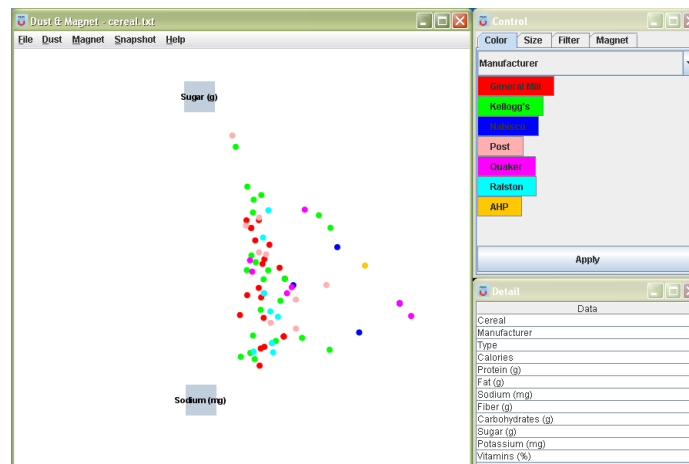 Dust & Magnet - cereal.txt
File Dust Magnet Snapshot Help
Sugar (g)
Sodium (mg)
Control
Color Size Filter Magnet
Manufacturer
General Mill
Kellogg's
Nabisco
Post
Quaker
Ralston
AHP
Apply
Detail
Data
Cereal
Manufacturer
Type
Calories
Protein (g)
Fat (g)
Sodium (mg)
Fiber (g)
Carbohydrates (g)
Sugar (g)
Potassium (mg)
Vitamins (%)